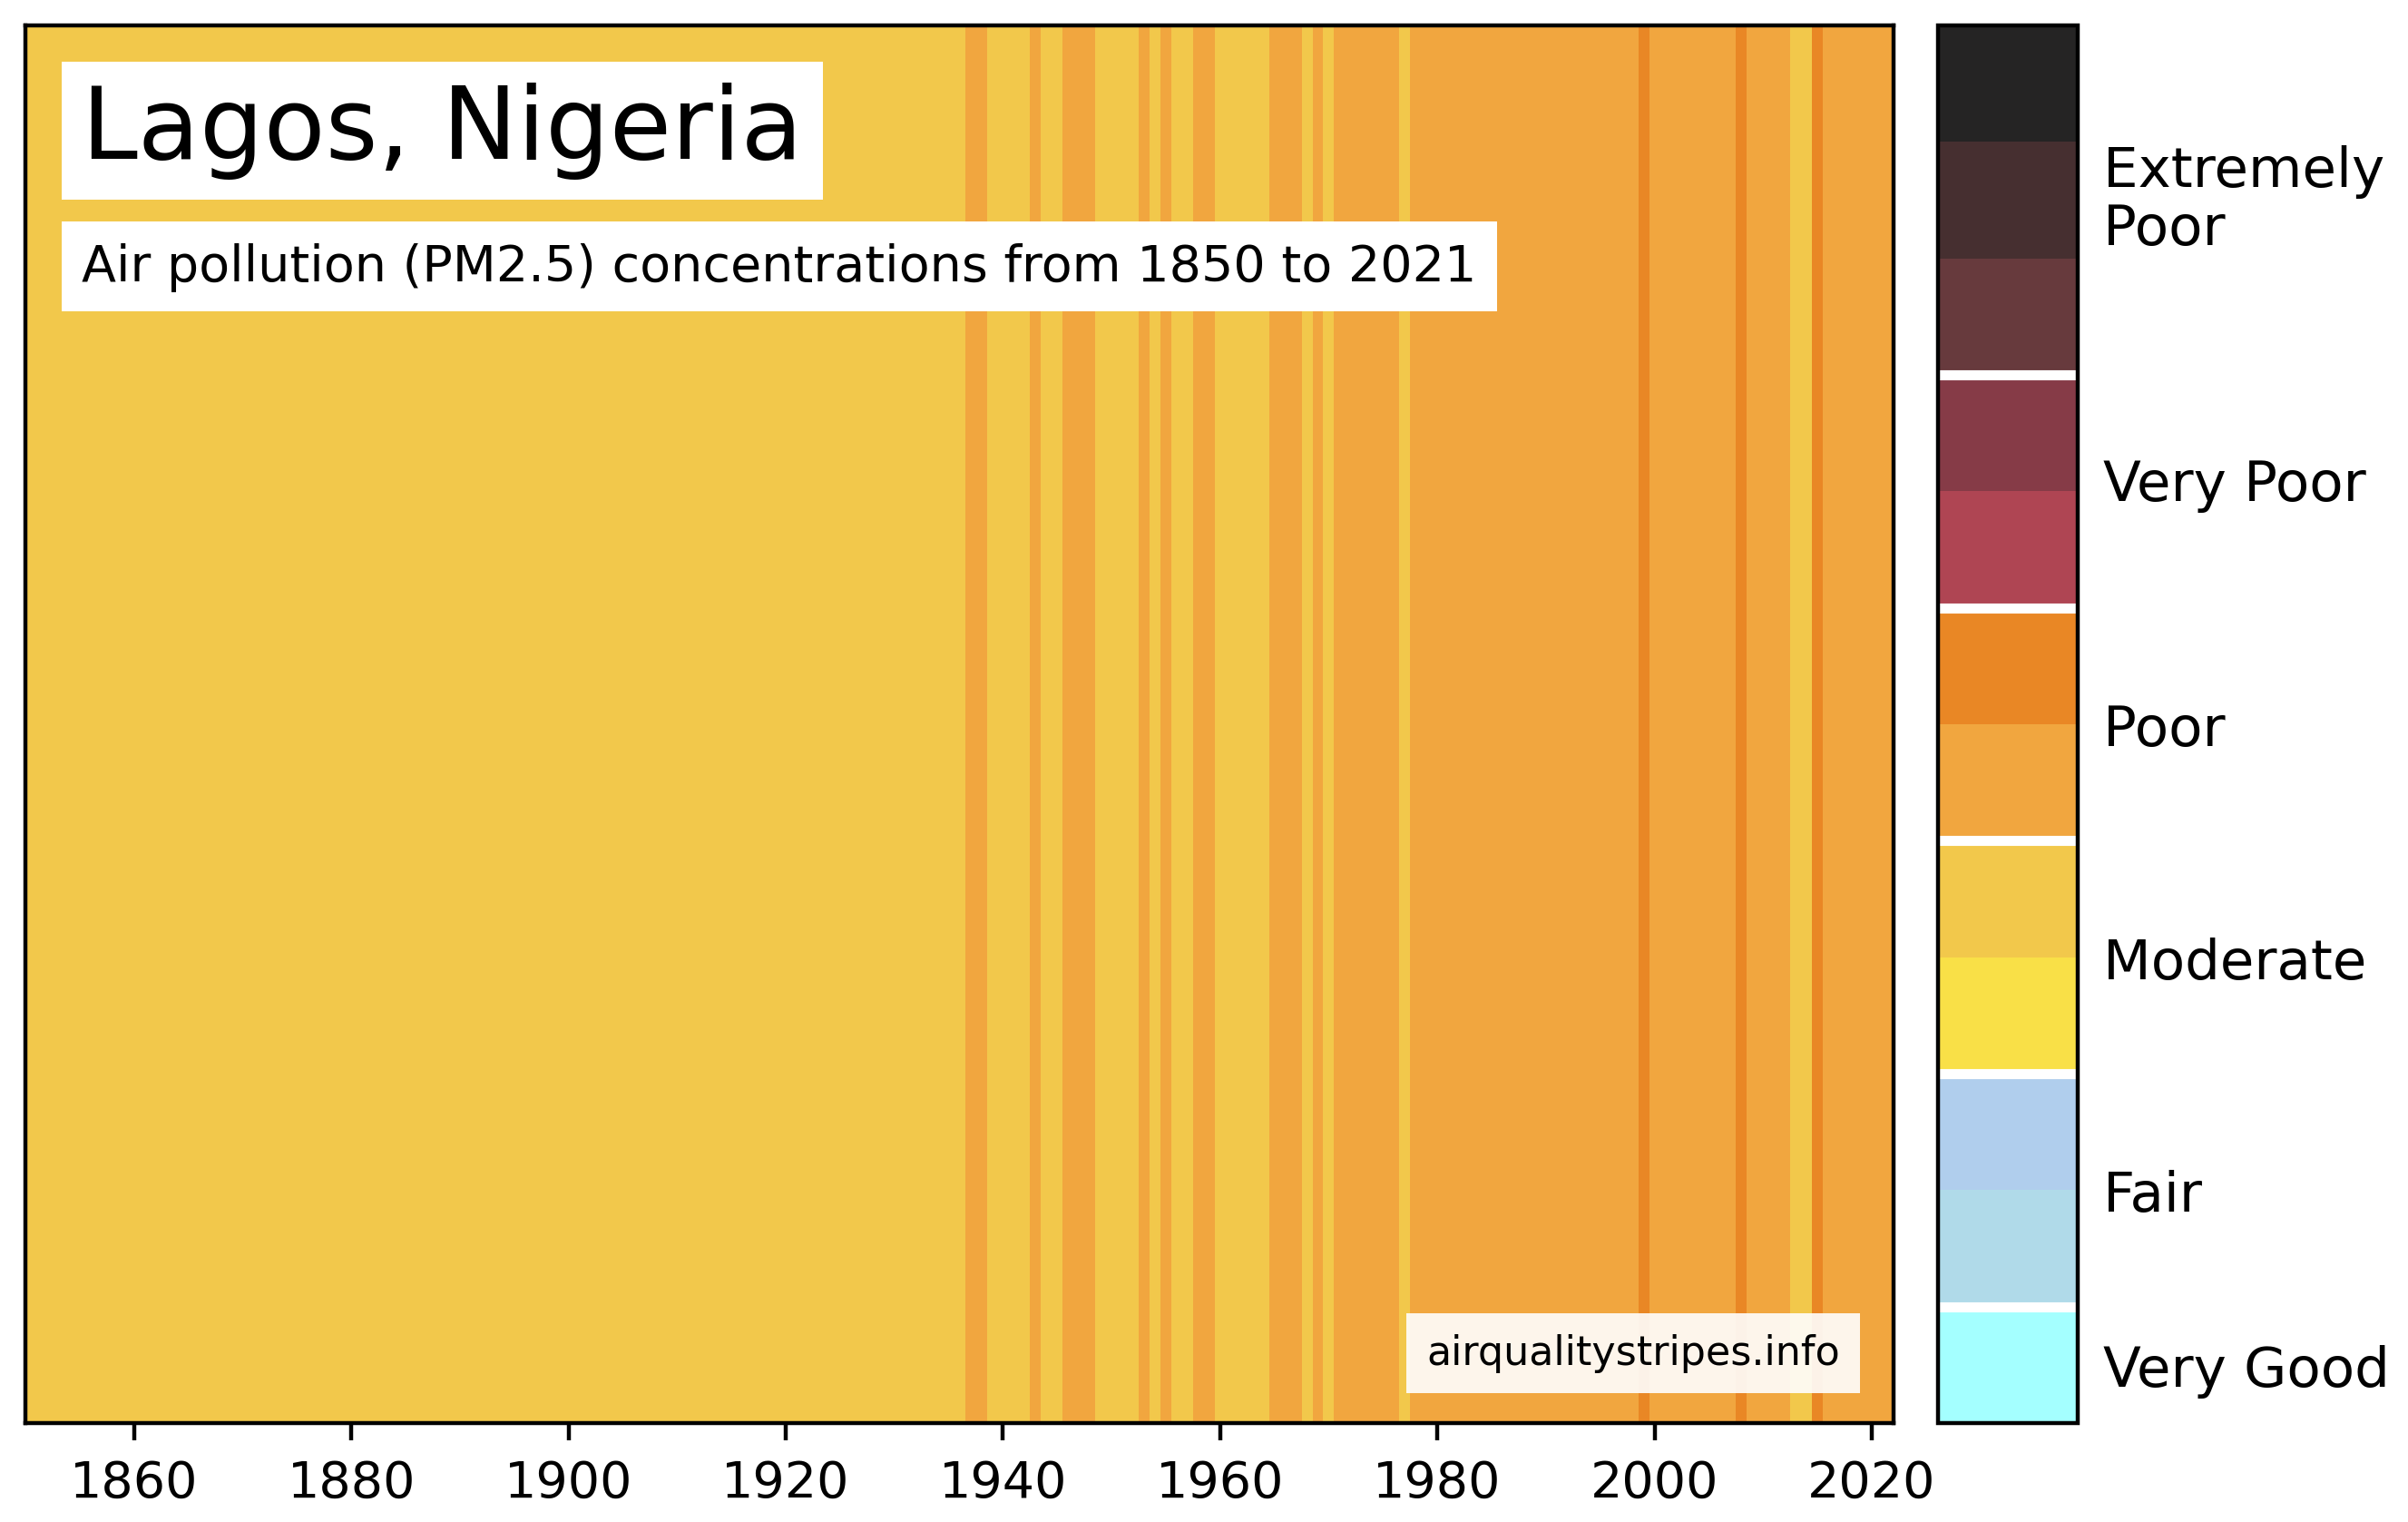 Lagos, Nigeria
Air pollution (PM2.5) concentrations from 1850 to 2021
airqualitystripes.info
1860 1880 1900 1920 1940 1960 1980 2000 2020
Extremely
Poor
Very Poor
Poor
Moderate
Fair
Very Good